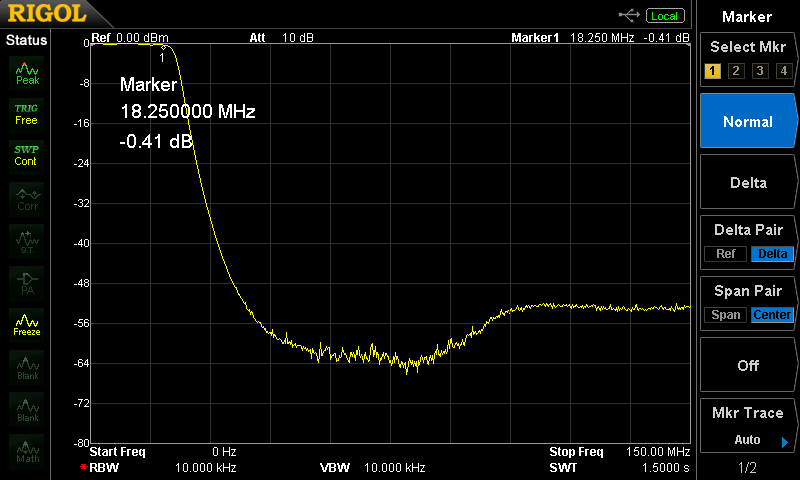 RIGOL
Local
Marker
Status
Ref 0.00 dBm Att 10 dB Marker1 18.250 MHz -0.41 dB
Select Mkr
1 2 3 4
Peak
TRIG
Free
SWP
Cont
Corr
S.T.
PA
Freeze
Blank
Blank
Math
0
-8
-16
-24
-32
-40
-48
-56
-64
-72
-80
1
Marker
18.250000 MHz
-0.41 dB
Normal
Delta
Delta Pair
Ref Delta
Span Pair
Span Center
Off
Mkr Trace
Auto
1/2
Start Freq 0 Hz Stop Freq 150.00 MHz
*RBW 10.000 kHz VBW 10.000 kHz SWT 1.5000 s